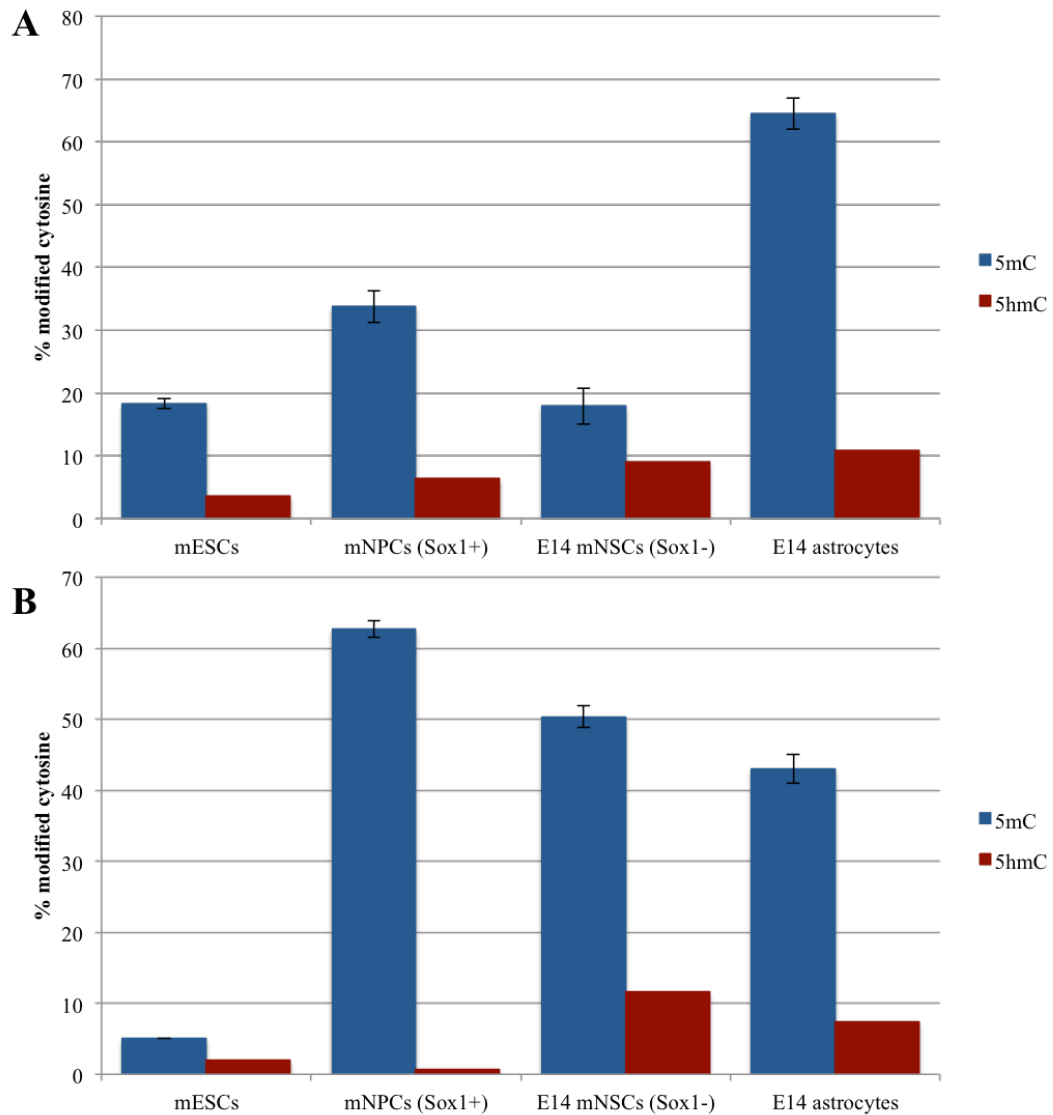 A
80
70
60
50
40
30
20
10
0
% modified cytosine
5mC
5hmC
mESCs mNPCs (Sox1+) E14 mNSCs (Sox1-) E14 astrocytes
B
70
60
50
40
30
20
10
0
% modified cytosine
5mC
5hmC
mESCs mNPCs (Sox1+) E14 mNSCs (Sox1-) E14 astrocytes